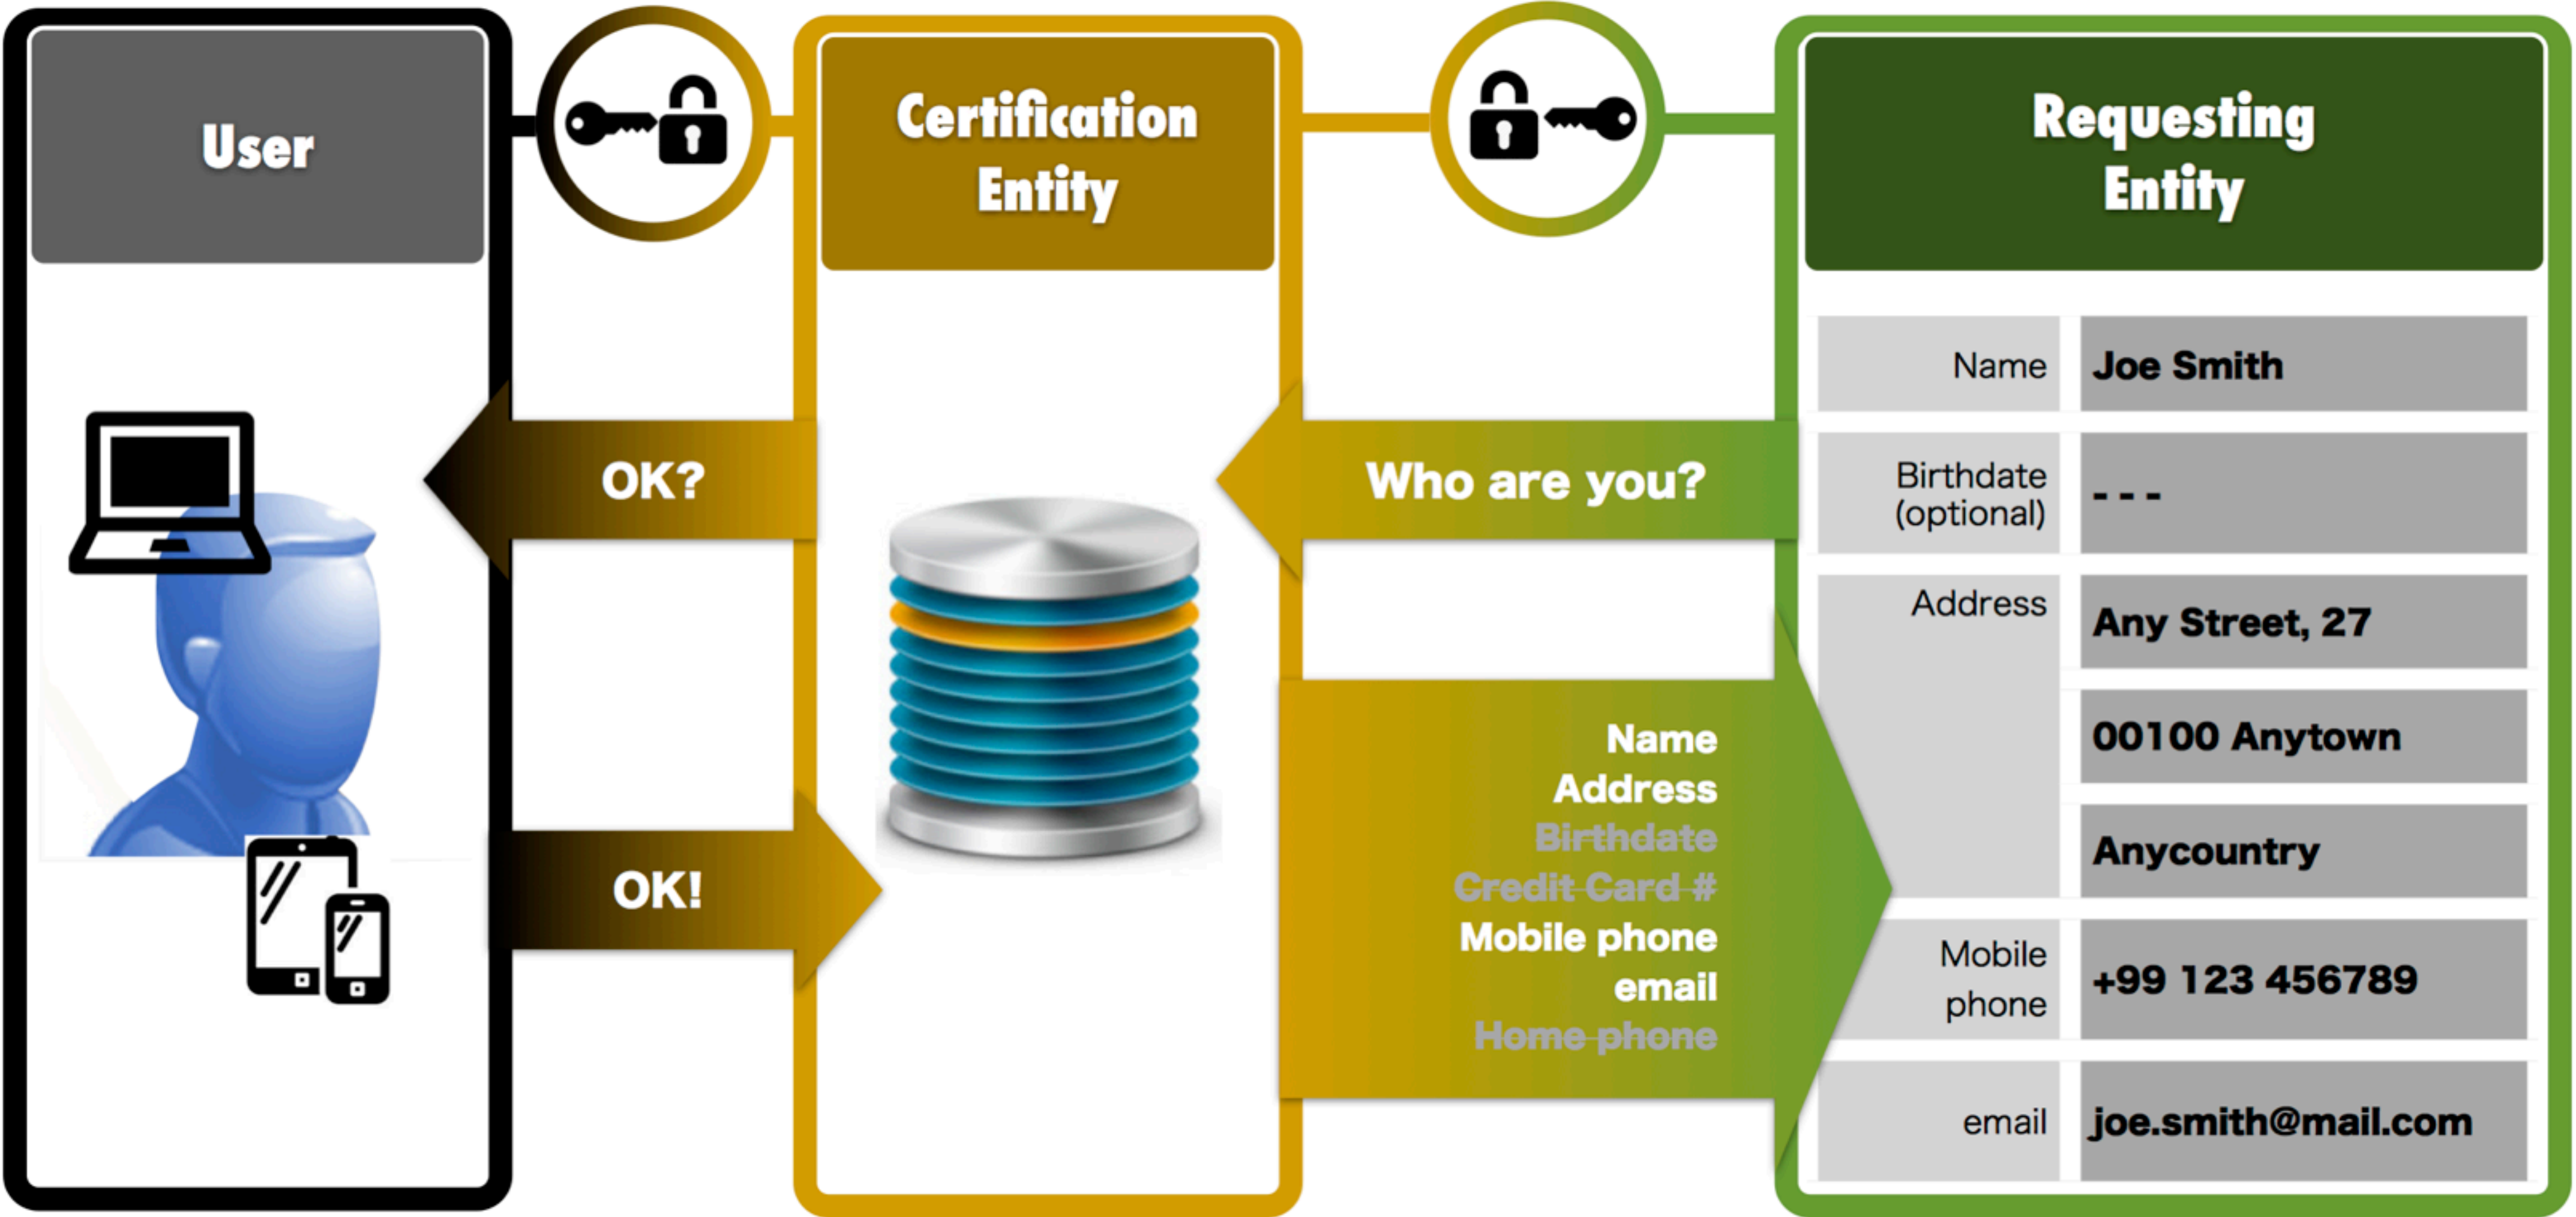 User
Certification
Entity
Requesting
Entity
OK?
Who are you?
OK!
Name
Address
Birthdate
Credit Card #
Mobile phone
email
Home phone
Name
Joe Smith
Birthdate
(optional)
- - -
Address
Any Street, 27
00100 Anytown
Anycountry
Mobile
phone
+99 123 456789
email
joe.smith@mail.com